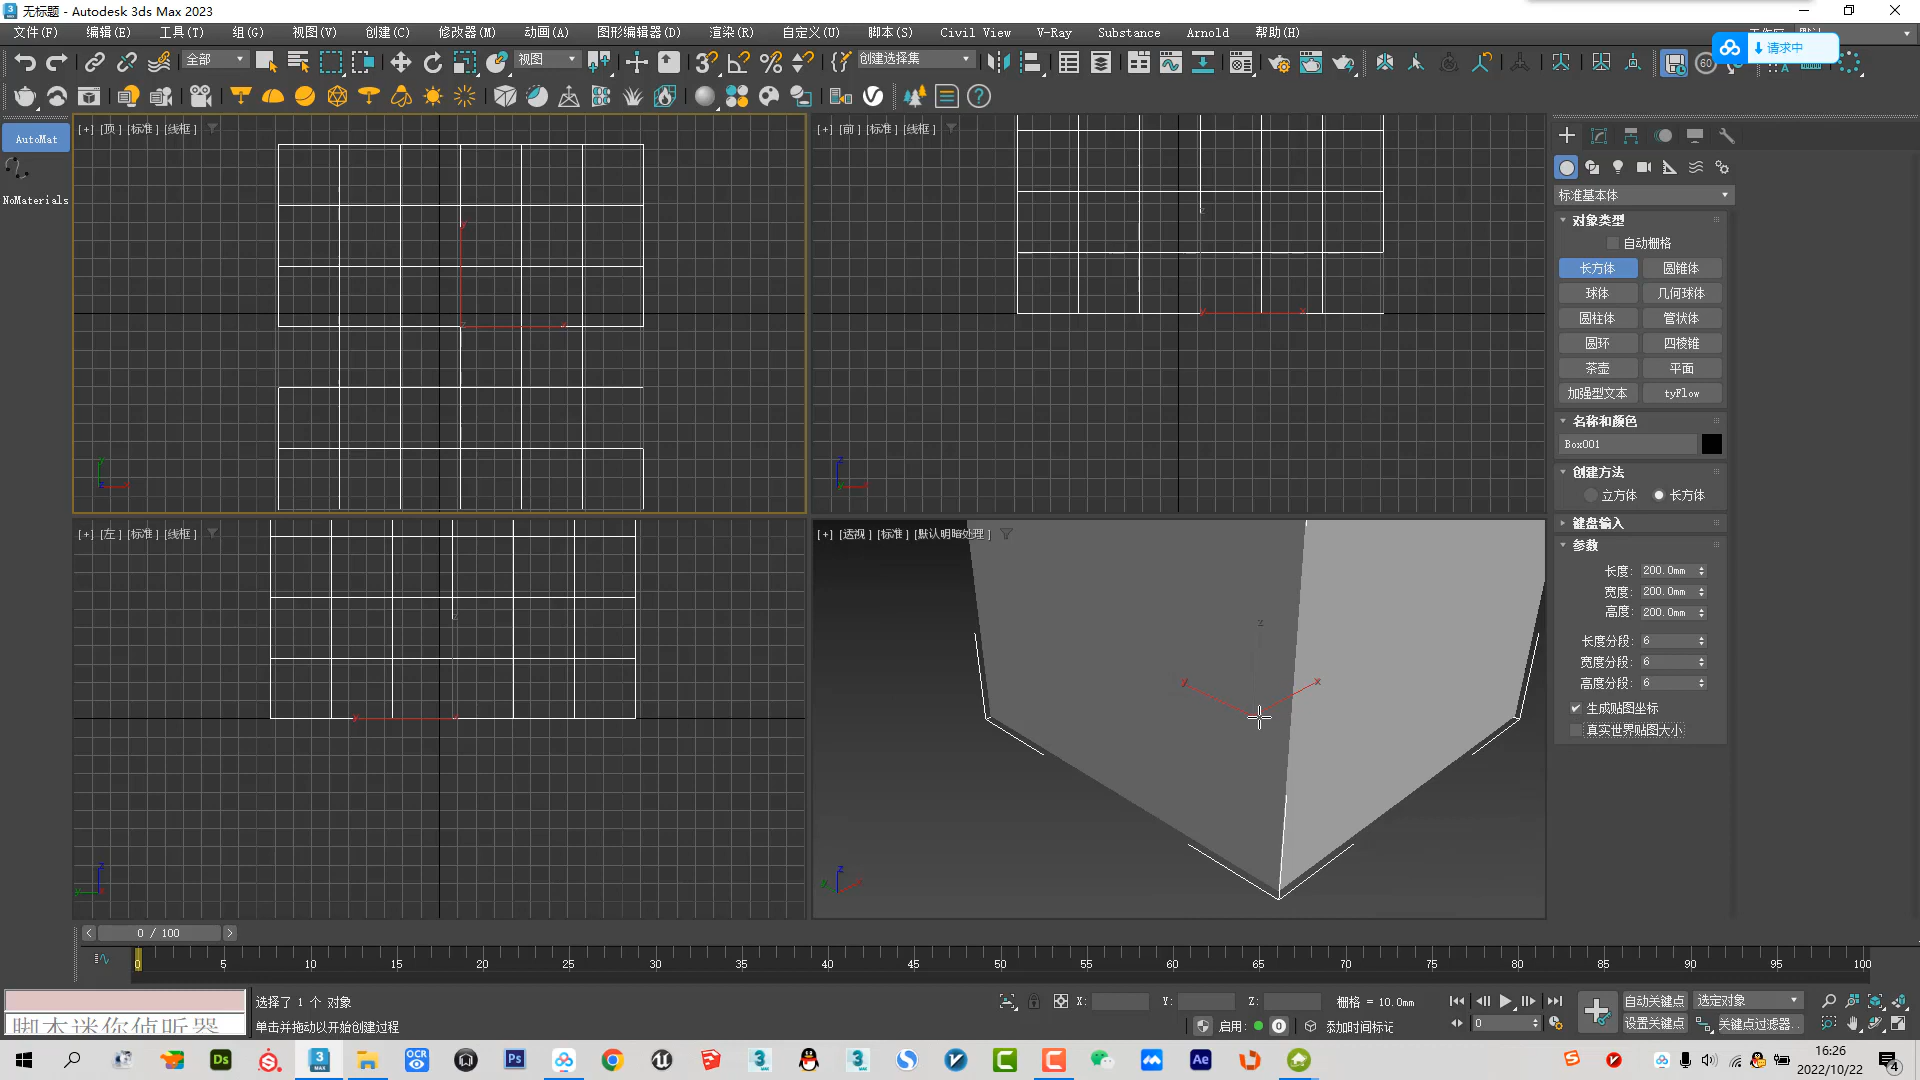 无标题 - Autodesk 3ds Max 2023
文件(F) 编辑(E) 工具(T) 组(G) 视图(V) 创建(C) 修改器(M) 动画(A) 图形编辑器(D) 渲染(R) 自定义(U) 脚本(S) Civil View V-Ray Substance Arnold 帮助(H)
请求中
全部 视图 创建选择集 60
AutoMat
NoMaterials
[+] [顶] [标准] [线框]
[+] [前] [标准] [线框]
[+] [左] [标准] [线框]
[+] [透视] [标准] [默认明暗处理]
标准基本体
对象类型
自动栅格
长方体 圆锥体
球体 几何球体
圆柱体 管状体
圆环 四棱锥
茶壶 平面
加强型文本 tyFlow
名称和颜色
Box001
创建方法
立方体 长方体
键盘输入
参数
长度: 200.0mm
宽度: 200.0mm
高度: 200.0mm
长度分段: 6
宽度分段: 6
高度分段: 6
生成贴图坐标
真实世界贴图大小
0 / 100
0 5 10 15 20 25 30 35 40 45 50 55 60 65 70 75 80 85 90 95 100
脚本迷你侦听器
选择了 1 个 对象
单击并拖动以开始创建过程
X: Y: Z: 栅格 = 10.0mm
启用: 0 添加时间标记
0
自动关键点 选定对象
设置关键点 关键点过滤器...
16:26
2022/10/22